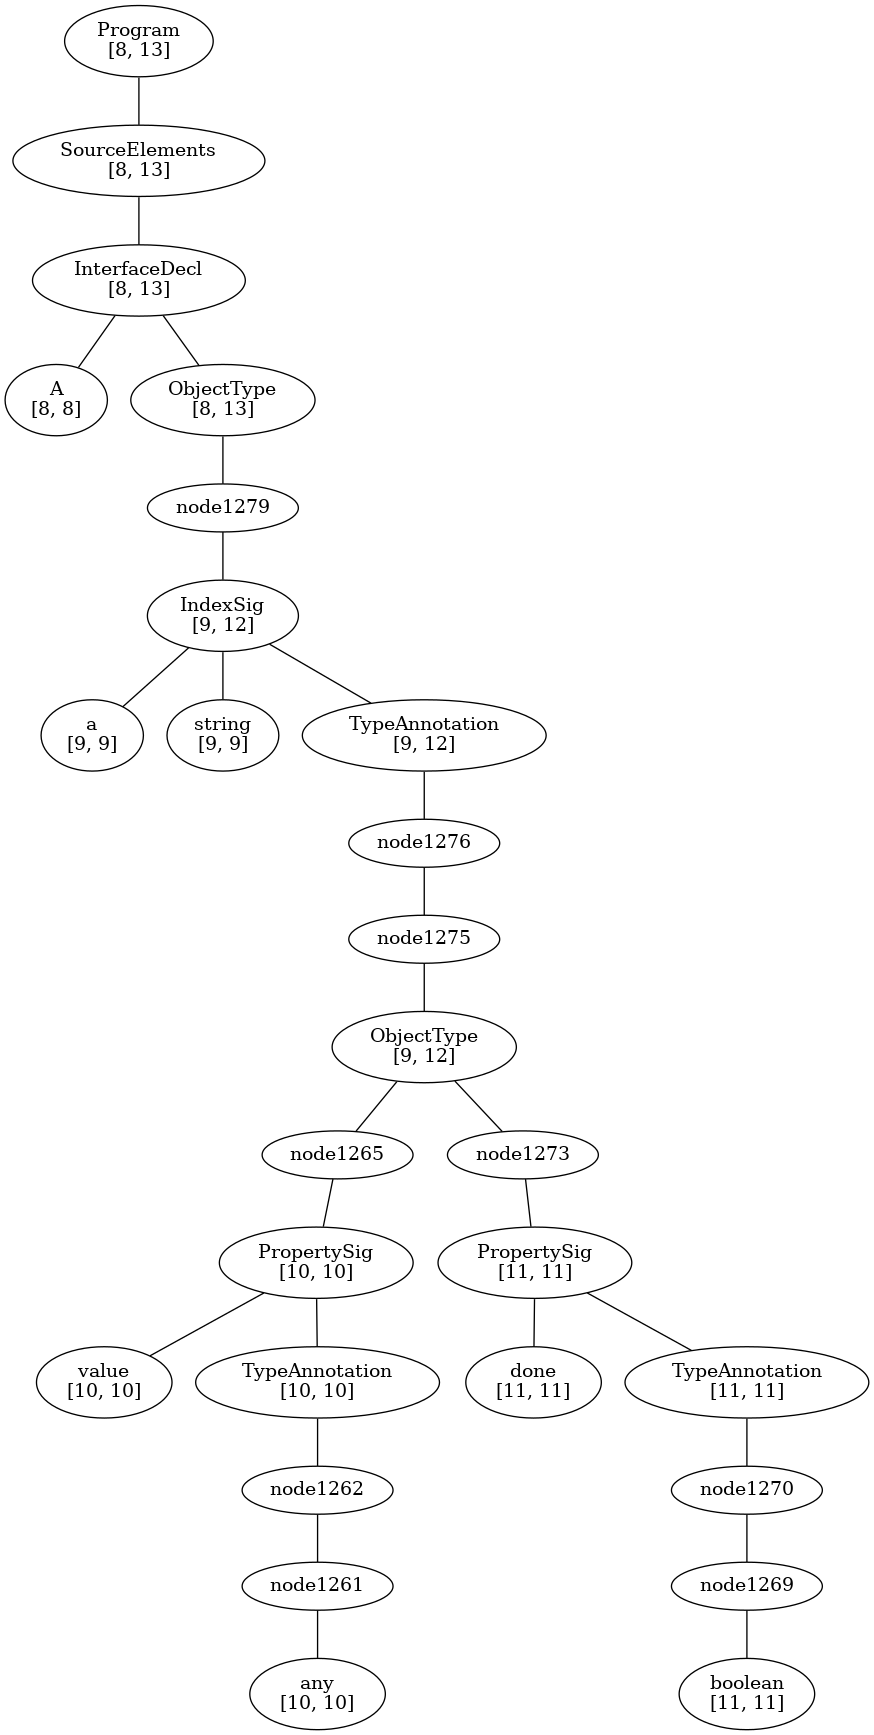 Program
[8, 13]
SourceElements
[8, 13]
InterfaceDecl
[8, 13]
A
[8, 8]
ObjectType
[8, 13]
node1279
IndexSig
[9, 12]
a
[9, 9]
string
[9, 9]
TypeAnnotation
[9, 12]
node1276
node1275
ObjectType
[9, 12]
node1265
node1273
PropertySig
[10, 10]
PropertySig
[11, 11]
value
[10, 10]
TypeAnnotation
[10, 10]
done
[11, 11]
TypeAnnotation
[11, 11]
node1262
node1270
node1261
node1269
any
[10, 10]
boolean
[11, 11]